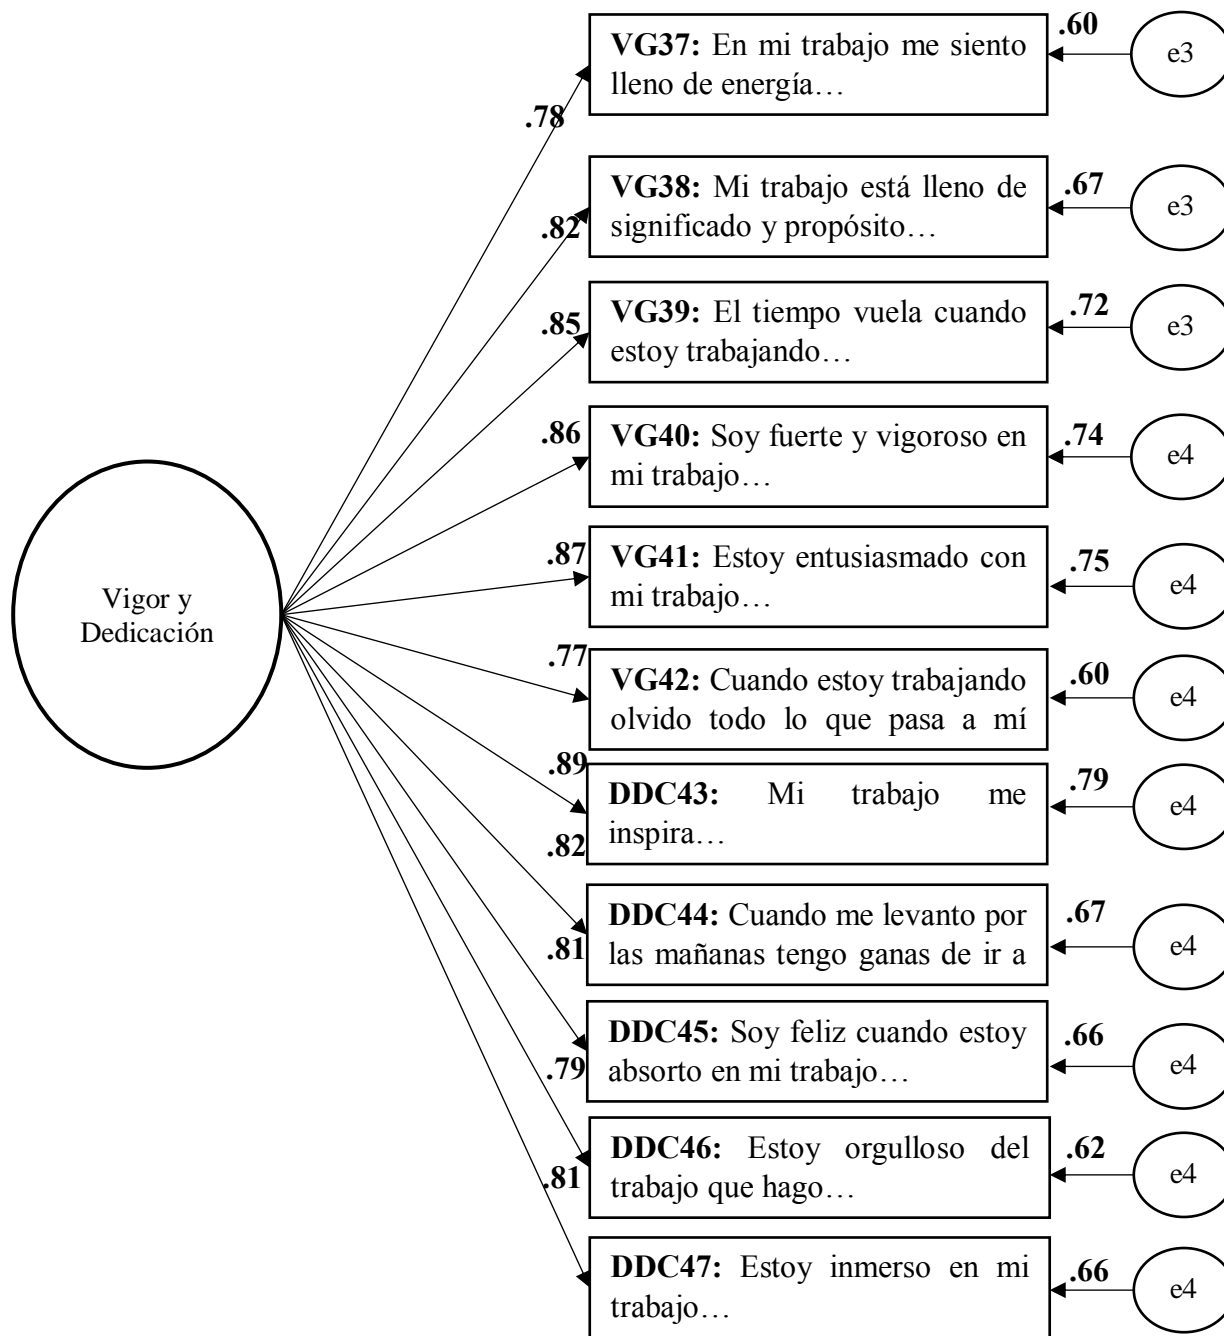 VG37: En mi trabajo me siento
lleno de energía…
.60
e3
.78
VG38: Mi trabajo está lleno de
significado y propósito…
.67
e3
.82
VG39: El tiempo vuela cuando
estoy trabajando…
.72
e3
.85
VG40: Soy fuerte y vigoroso en
mi trabajo…
.74
e4
.86
VG41: Estoy entusiasmado con
mi trabajo…
.75
e4
.87
Vigor y
Dedicación
VG42: Cuando estoy trabajando
olvido todo lo que pasa a mí
.60
e4
.77
DDC43: Mi trabajo me
inspira…
.79
e4
.89
.82
DDC44: Cuando me levanto por
las mañanas tengo ganas de ir a
.67
e4
.81
DDC45: Soy feliz cuando estoy
absorto en mi trabajo…
.66
e4
.79
DDC46: Estoy orgulloso del
trabajo que hago…
.62
e4
.81
DDC47: Estoy inmerso en mi
trabajo…
.66
e4